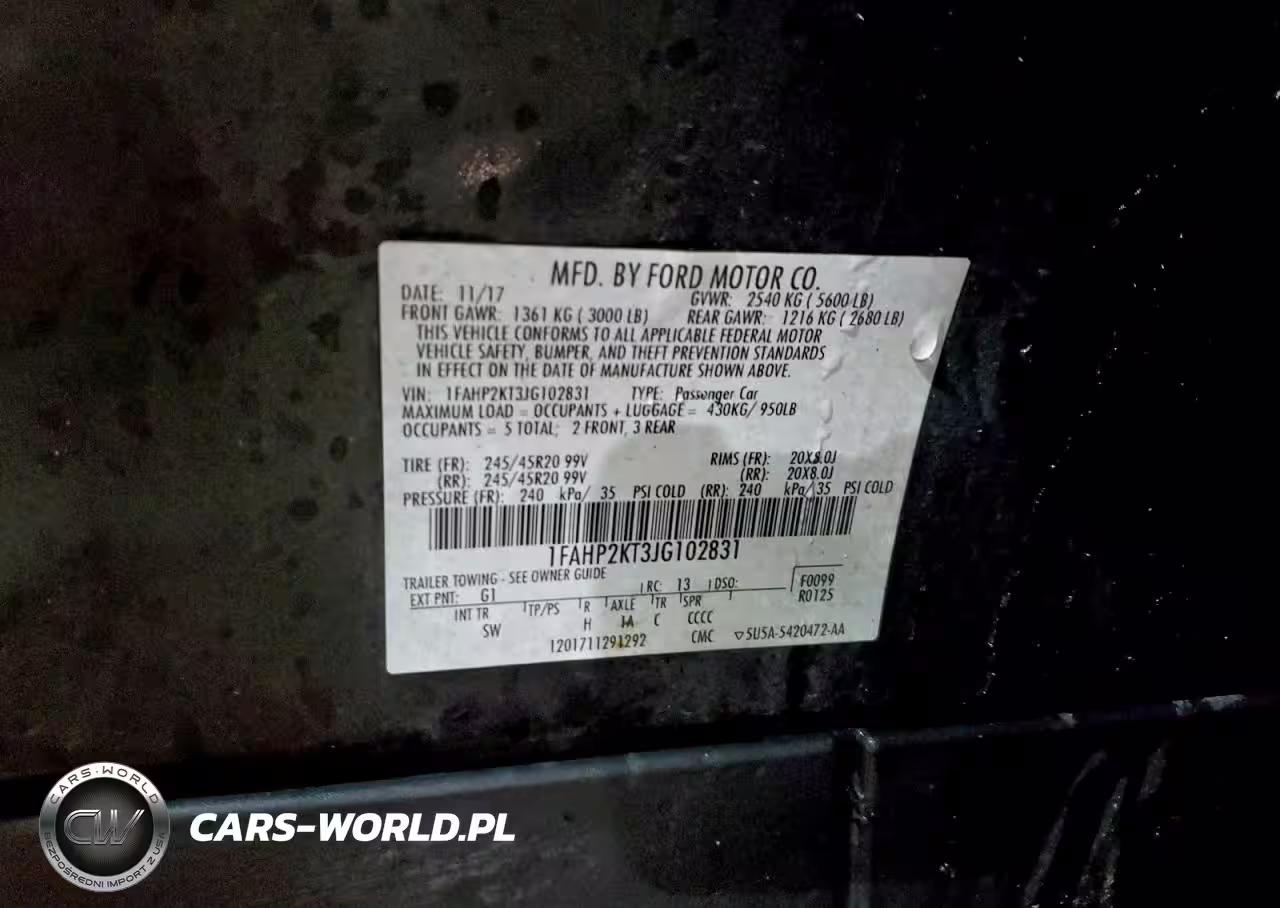 MFD. BY FORD MOTOR CO.
DATE: 11/17 GVWR: 2540 KG ( 5600 LB)
FRONT GAWR: 1361 KG ( 3000 LB) REAR GAWR: 1216 KG ( 2680 LB)
THIS VEHICLE CONFORMS TO ALL APPLICABLE FEDERAL MOTOR
VEHICLE SAFETY, BUMPER, AND THEFT PREVENTION STANDARDS
IN EFFECT ON THE DATE OF MANUFACTURE SHOWN ABOVE.
VIN: 1FAHP2KT3JG102831 TYPE: Passenger Car
MAXIMUM LOAD = OCCUPANTS + LUGGAGE = 430KG/ 950LB
OCCUPANTS = 5 TOTAL; 2 FRONT, 3 REAR
TIRE (FR): 245/45R20 99V RIMS (FR): 20X8.0J
(RR): 245/45R20 99V (RR): 20X8.0J
PRESSURE (FR): 240 kPa/ 35 PSI COLD (RR): 240 kPa/ 35 PSI COLD
1FAHP2KT3JG102831
TRAILER TOWING - SEE OWNER GUIDE
EXT PNT: G1 RC: 13 DSO: F0099
R0125
INT TR TP/PS R AXLE TR SPR
SW H JA C CCCC
1201711291292 CMC ▽5U5A-5420472-AA
CARS-WORLD
CW
BEZPOŚREDNI IMPORT Z USA
CARS-WORLD.PL